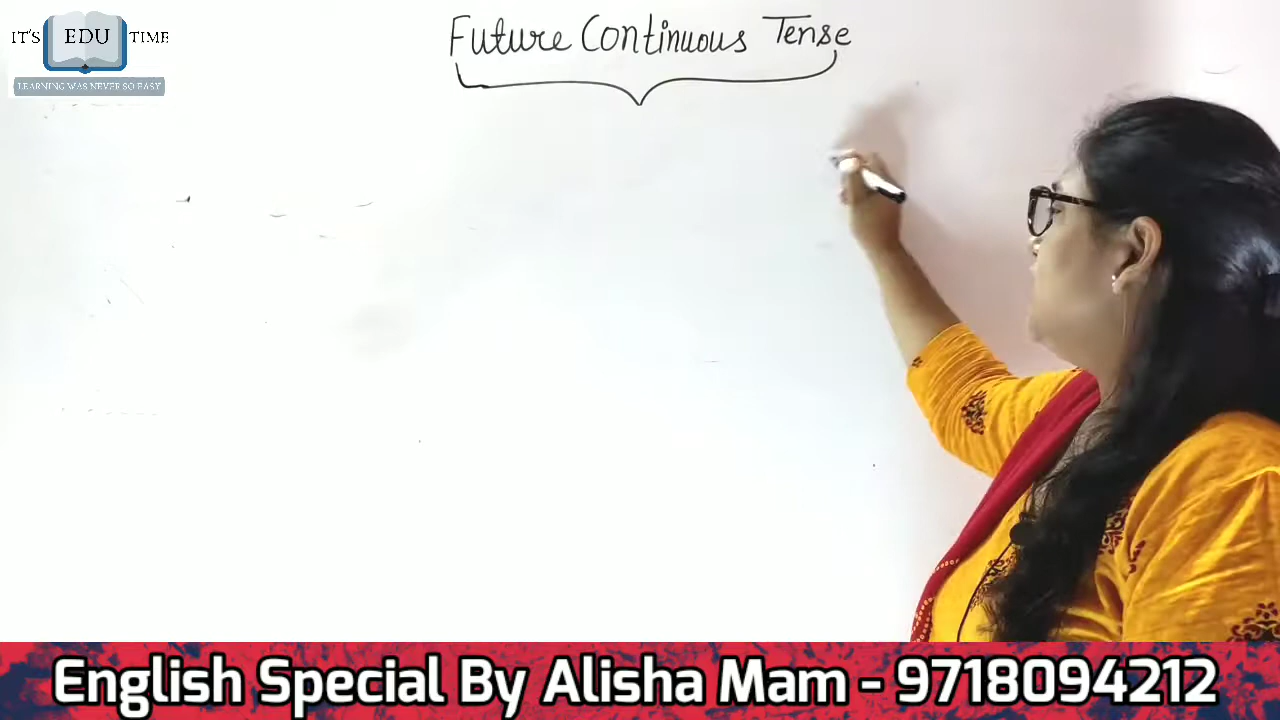 IT'S EDU TIME
LEARNING WAS NEVER SO EASY
Future Continuous Tense
English Special By Alisha Mam - 9718094212